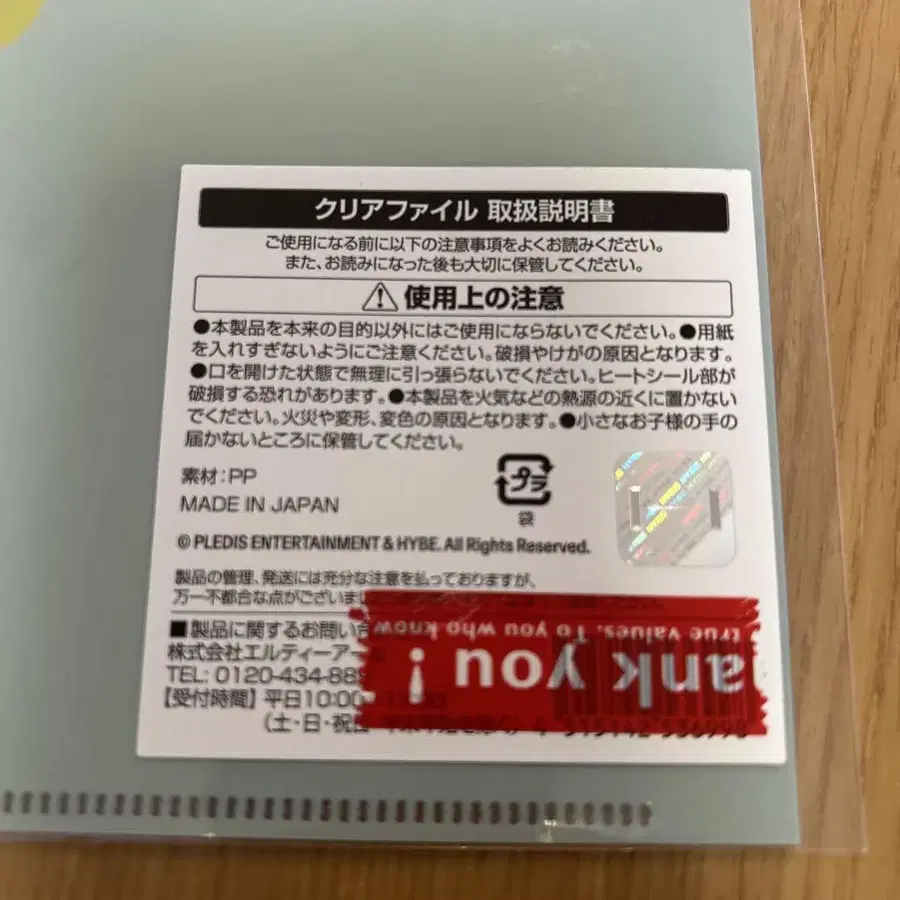 クリアファイル 取扱説明書
ご使用になる前に以下の注意事項をよくお読みください。
また、お読みになった後も大切に保管してください。
使用上の注意
●本製品を本来の目的以外にはご使用にならないでください。●用紙
を入れすぎないようにご注意ください。破損やけがの原因となります。
●口を開けた状態で無理に引っ張らないでください。ヒートシール部が
破損する恐れがあります。●本製品を火気などの熱源の近くに置かない
でください。火災や変形、変色の原因となります。●小さなお子様の手の
届かないところに保管してください。
素材:PP
MADE IN JAPAN
プラ
袋
© PLEDIS ENTERTAINMENT & HYBE. All Rights Reserved.
製品の管理、発送には充分な注意を払っておりますが、
万一不都合な点がございまし
■製品に関するお問い合
株式会社エルティーアー
TEL: 0120-434-88
【受付時間】平日10:00
(土・日・祝日
true values. To you who know
ank you!